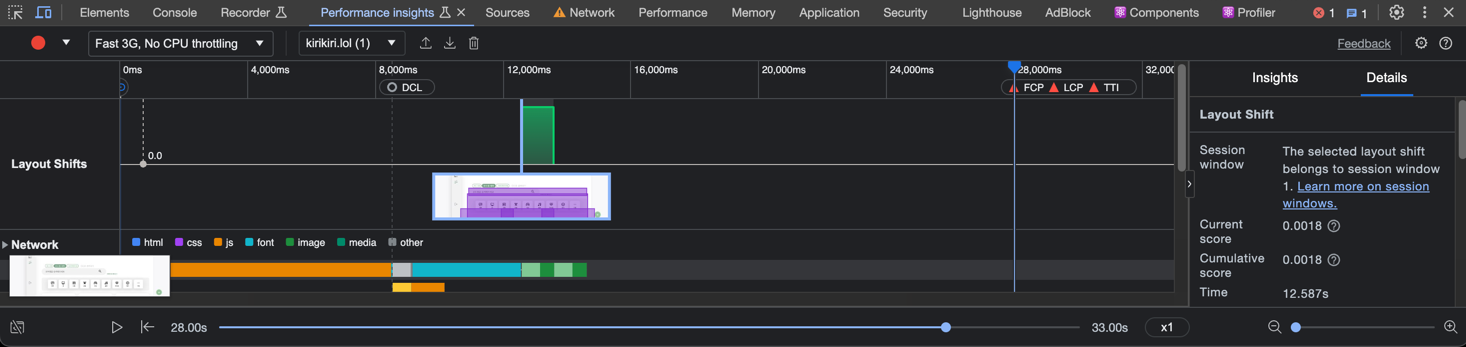 Elements Console Recorder Performance insights Sources Network Performance Memory Application Security Lighthouse AdBlock Components Profiler 1 1
Fast 3G, No CPU throttling kirikiri.lol (1) Feedback
0ms 4,000ms 8,000ms 12,000ms 16,000ms 20,000ms 24,000ms 28,000ms 32,000
DCL FCP LCP TTI
Layout Shifts
0.0
Network html css js font image media other
28.00s 33.00s x1
Insights Details
Layout Shift
Session window
The selected layout shift
belongs to session window
1. Learn more on session
windows.
Current score
0.0018
Cumulative score
0.0018
Time
12.587s